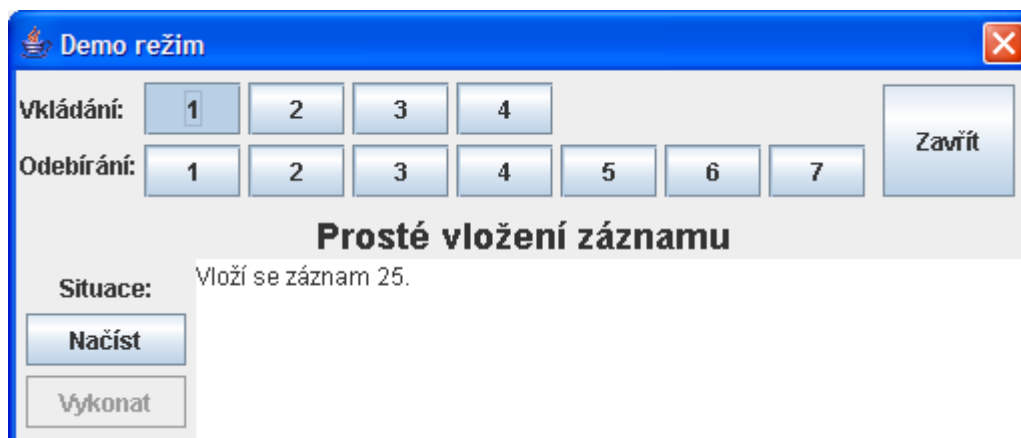 Demo režim
Vkládání: 1 2 3 4
Zavřít
Odebírání: 1 2 3 4 5 6 7
Prosté vložení záznamu
Situace:
Vloží se záznam 25.
Načíst
Vykonat